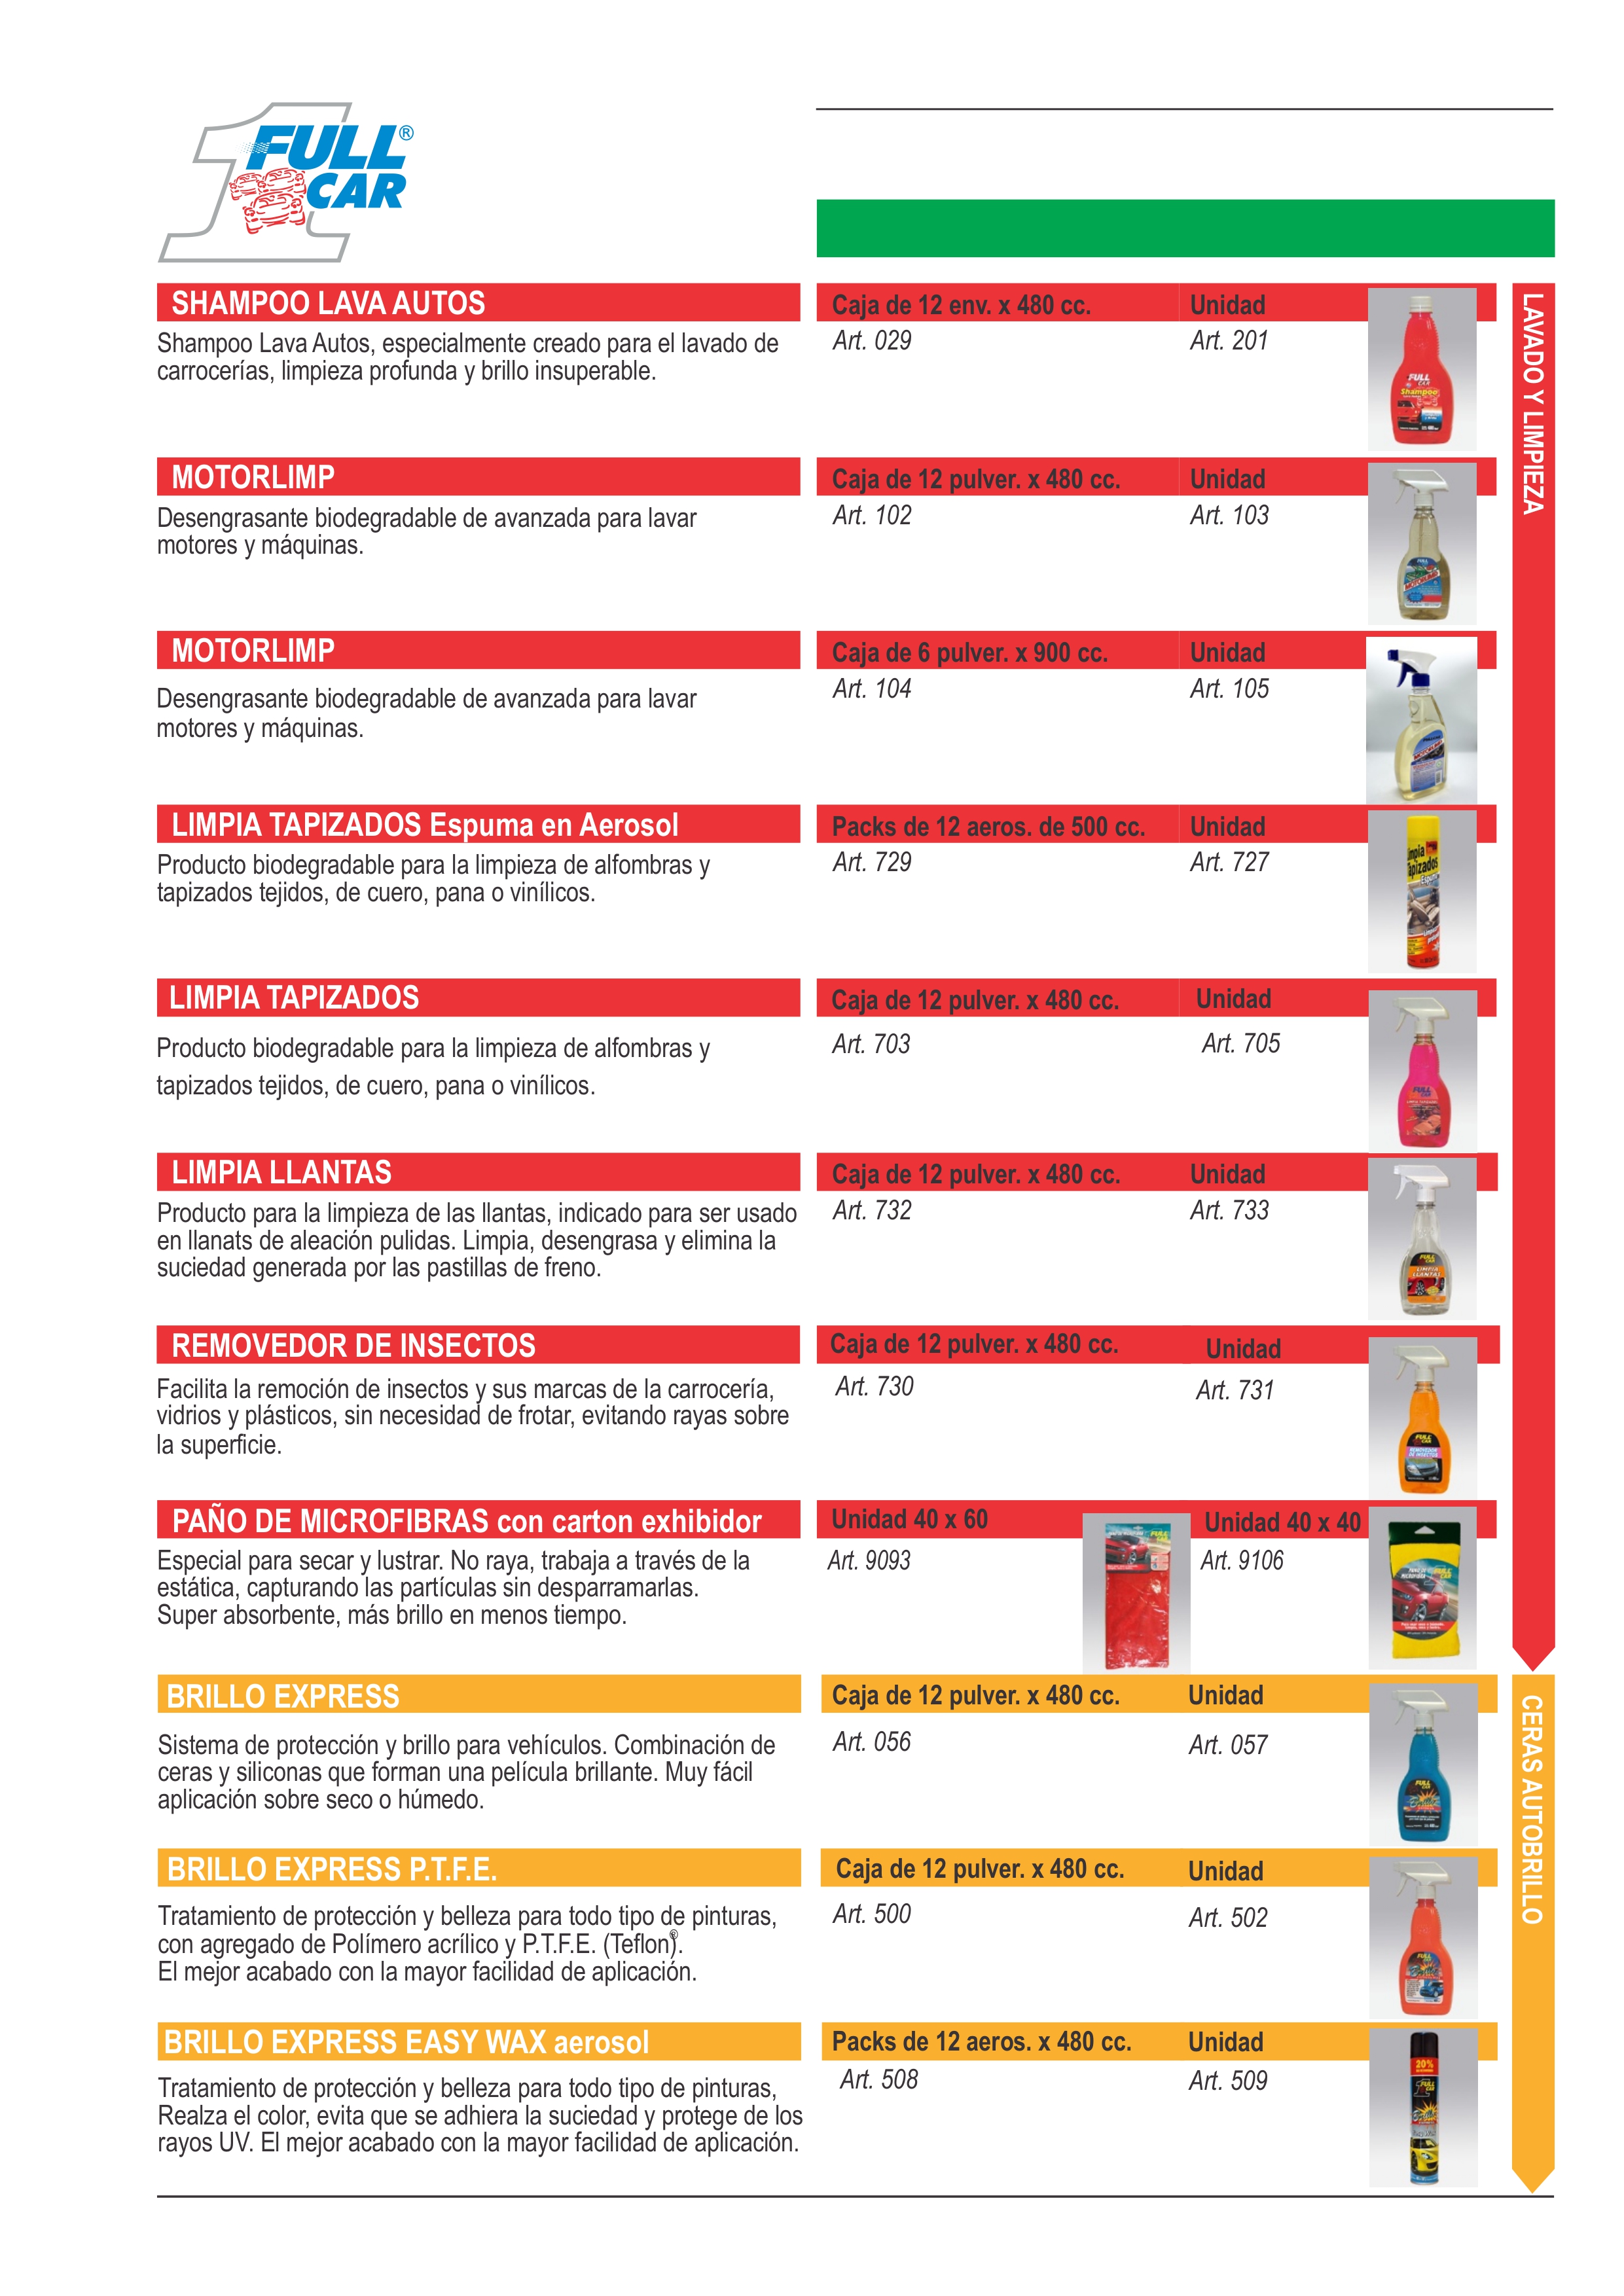 FULL®
CAR
SHAMPOO LAVA AUTOS
Caja de 12 env. x 480 cc.
Unidad
Shampoo Lava Autos, especialmente creado para el lavado de
carrocerías, limpieza profunda y brillo insuperable.
Art. 029
Art. 201
LAVADO Y LIMPIEZA
MOTORLIMP
Caja de 12 pulver. x 480 cc.
Unidad
Desengrasante biodegradable de avanzada para lavar
motores y máquinas.
Art. 102
Art. 103
MOTORLIMP
Caja de 6 pulver. x 900 cc.
Unidad
Desengrasante biodegradable de avanzada para lavar
motores y máquinas.
Art. 104
Art. 105
LIMPIA TAPIZADOS Espuma en Aerosol
Packs de 12 aeros. de 500 cc.
Unidad
Producto biodegradable para la limpieza de alfombras y
tapizados tejidos, de cuero, pana o vinílicos.
Art. 729
Art. 727
LIMPIA TAPIZADOS
Caja de 12 pulver. x 480 cc.
Unidad
Producto biodegradable para la limpieza de alfombras y
tapizados tejidos, de cuero, pana o vinílicos.
Art. 703
Art. 705
LIMPIA LLANTAS
Caja de 12 pulver. x 480 cc.
Unidad
Producto para la limpieza de las llantas, indicado para ser usado
en llanats de aleación pulidas. Limpia, desengrasa y elimina la
suciedad generada por las pastillas de freno.
Art. 732
Art. 733
REMOVEDOR DE INSECTOS
Caja de 12 pulver. x 480 cc.
Unidad
Facilita la remoción de insectos y sus marcas de la carrocería,
vidrios y plásticos, sin necesidad de frotar, evitando rayas sobre
la superficie.
Art. 730
Art. 731
PAÑO DE MICROFIBRAS con carton exhibidor
Unidad 40 x 60
Unidad 40 x 40
Especial para secar y lustrar. No raya, trabaja a través de la
estática, capturando las partículas sin desparramarlas.
Super absorbente, más brillo en menos tiempo.
Art. 9093
Art. 9106
BRILLO EXPRESS
Caja de 12 pulver. x 480 cc.
Unidad
Sistema de protección y brillo para vehículos. Combinación de
ceras y siliconas que forman una película brillante. Muy fácil
aplicación sobre seco o húmedo.
Art. 056
Art. 057
CERAS AUTOBRILLO
BRILLO EXPRESS P.T.F.E.
Caja de 12 pulver. x 480 cc.
Unidad
Tratamiento de protección y belleza para todo tipo de pinturas,
con agregado de Polímero acrílico y P.T.F.E. (Teflon)®.
El mejor acabado con la mayor facilidad de aplicación.
Art. 500
Art. 502
BRILLO EXPRESS EASY WAX aerosol
Packs de 12 aeros. x 480 cc.
Unidad
Tratamiento de protección y belleza para todo tipo de pinturas,
Realza el color, evita que se adhiera la suciedad y protege de los
rayos UV. El mejor acabado con la mayor facilidad de aplicación.
Art. 508
Art. 509